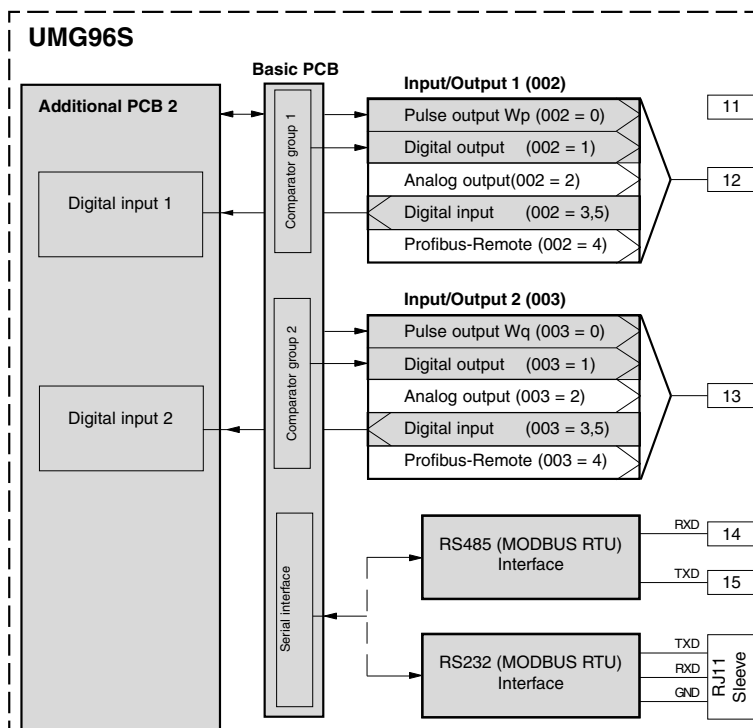 UMG96S
Basic PCB
Additional PCB 2
Digital input 1
Digital input 2
Comparator group 1
Comparator group 2
Serial interface
Input/Output 1 (002)
Pulse output Wp (002 = 0)
Digital output (002 = 1)
Analog output(002 = 2)
Digital input (002 = 3,5)
Profibus-Remote (002 = 4)
11
12
Input/Output 2 (003)
Pulse output Wq (003 = 0)
Digital output (003 = 1)
Analog output (003 = 2)
Digital input (003 = 3,5)
Profibus-Remote (003 = 4)
13
RS485 (MODBUS RTU)
Interface
RXD
14
TXD
15
RS232 (MODBUS RTU)
Interface
TXD
RXD
GND
RJ11
Sleeve